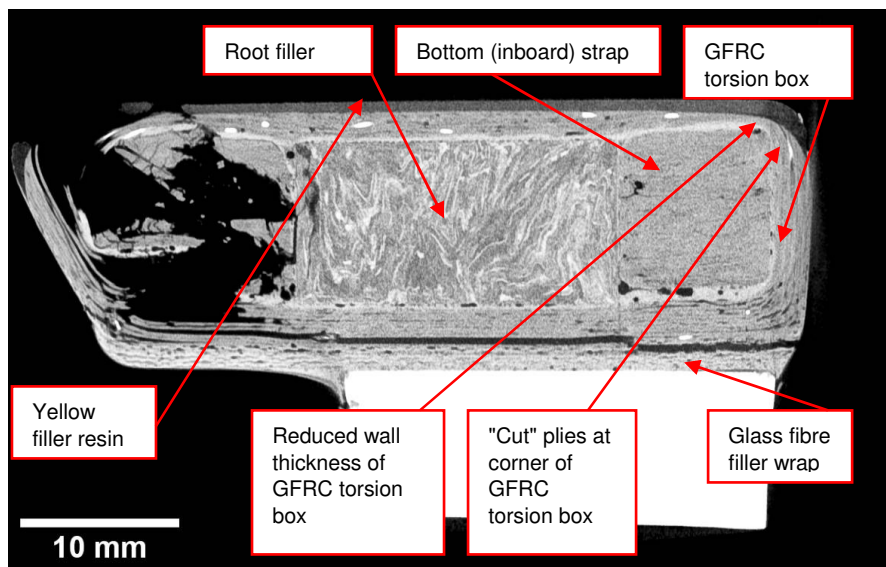 Root filler
Bottom (inboard) strap
GFRC
torsion box
Yellow
filler resin
Reduced wall
thickness of
GFRC torsion
box
"Cut" plies at
corner of
GFRC
torsion box
Glass fibre
filler wrap
10 mm